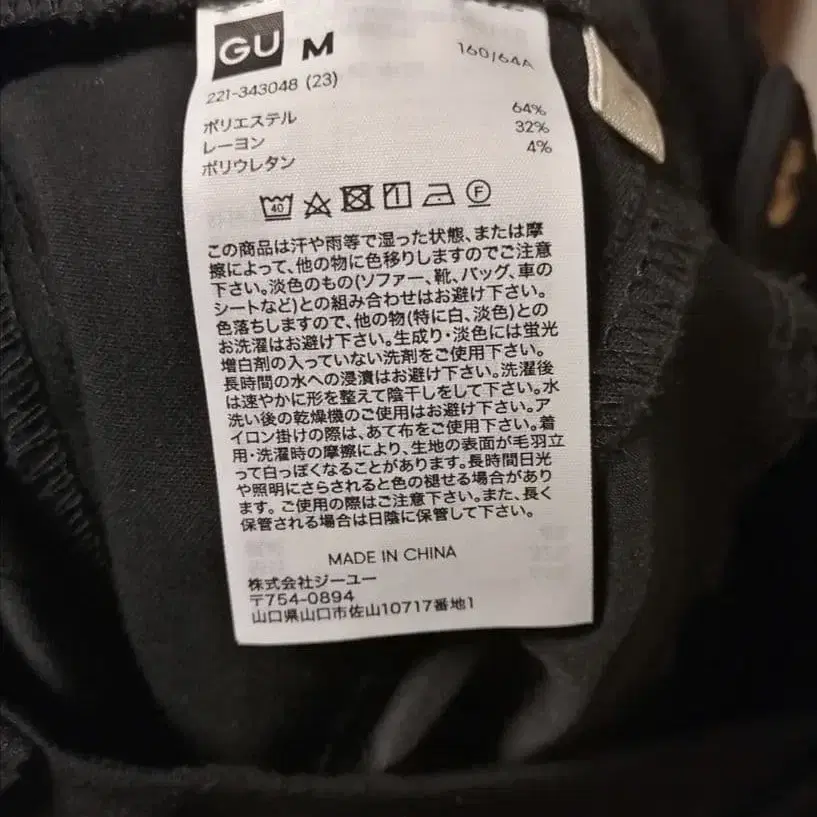 GU M
160/64A
221-343048 (23)
ポリエステル 64%
レーヨン 32%
ポリウレタン 4%
40 F
この商品は汗や雨等で湿った状態、または摩
擦によって、他の物に色移りしますのでご注意
下さい。淡色のもの(ソファー、靴、バッグ、車の
シートなど)との組み合わせはお避け下さい。
色落ちしますので、他の物(特に白、淡色)との
お洗濯はお避け下さい。生成り・淡色には蛍光
増白剤の入っていない洗剤をご使用下さい。
長時間の水への浸漬はお避け下さい。洗濯後
は速やかに形を整えて陰干しをして下さい。水
洗い後の乾燥機のご使用はお避け下さい。ア
イロン掛けの際は、あて布をご使用下さい。着
用・洗濯時の摩擦により、生地の表面が毛羽立
って白っぽくなることがあります。長時間日光
や照明にさらされると色の褪せる場合があり
ます。ご使用の際はご注意下さい。また、長く
保管される場合は日陰に保管して下さい。
MADE IN CHINA
株式会社ジーユー
〒754-0894
山口県山口市佐山10717番地1